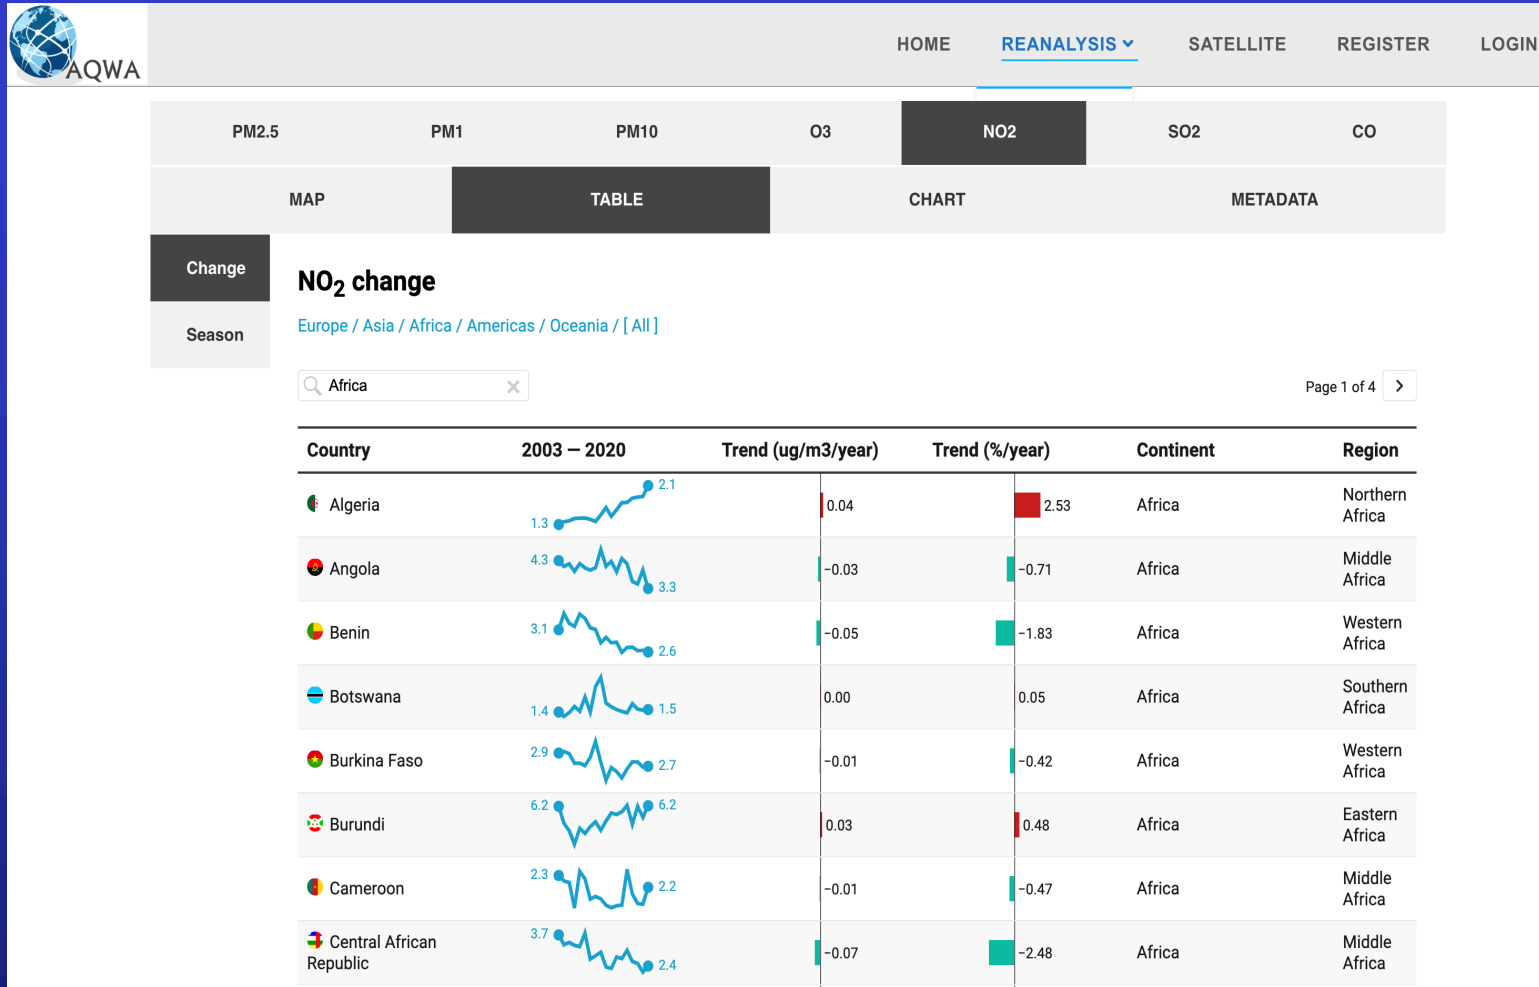 AQWA
HOME REANALYSIS SATELLITE REGISTER LOGIN
PM2.5 PM1 PM10 O3 NO2 SO2 CO
MAP TABLE CHART METADATA
Change
Season
NO2 change
Europe / Asia / Africa / Americas / Oceania / [ All ]
Africa
Page 1 of 4
Country 2003 — 2020 Trend (ug/m3/year) Trend (%/year) Continent Region
Algeria 1.3 2.1 0.04 2.53 Africa Northern Africa
Angola 4.3 3.3 −0.03 −0.71 Africa Middle Africa
Benin 3.1 2.6 −0.05 −1.83 Africa Western Africa
Botswana 1.4 1.5 0.00 0.05 Africa Southern Africa
Burkina Faso 2.9 2.7 −0.01 −0.42 Africa Western Africa
Burundi 6.2 6.2 0.03 0.48 Africa Eastern Africa
Cameroon 2.3 2.2 −0.01 −0.47 Africa Middle Africa
Central African Republic 3.7 2.4 −0.07 −2.48 Africa Middle Africa